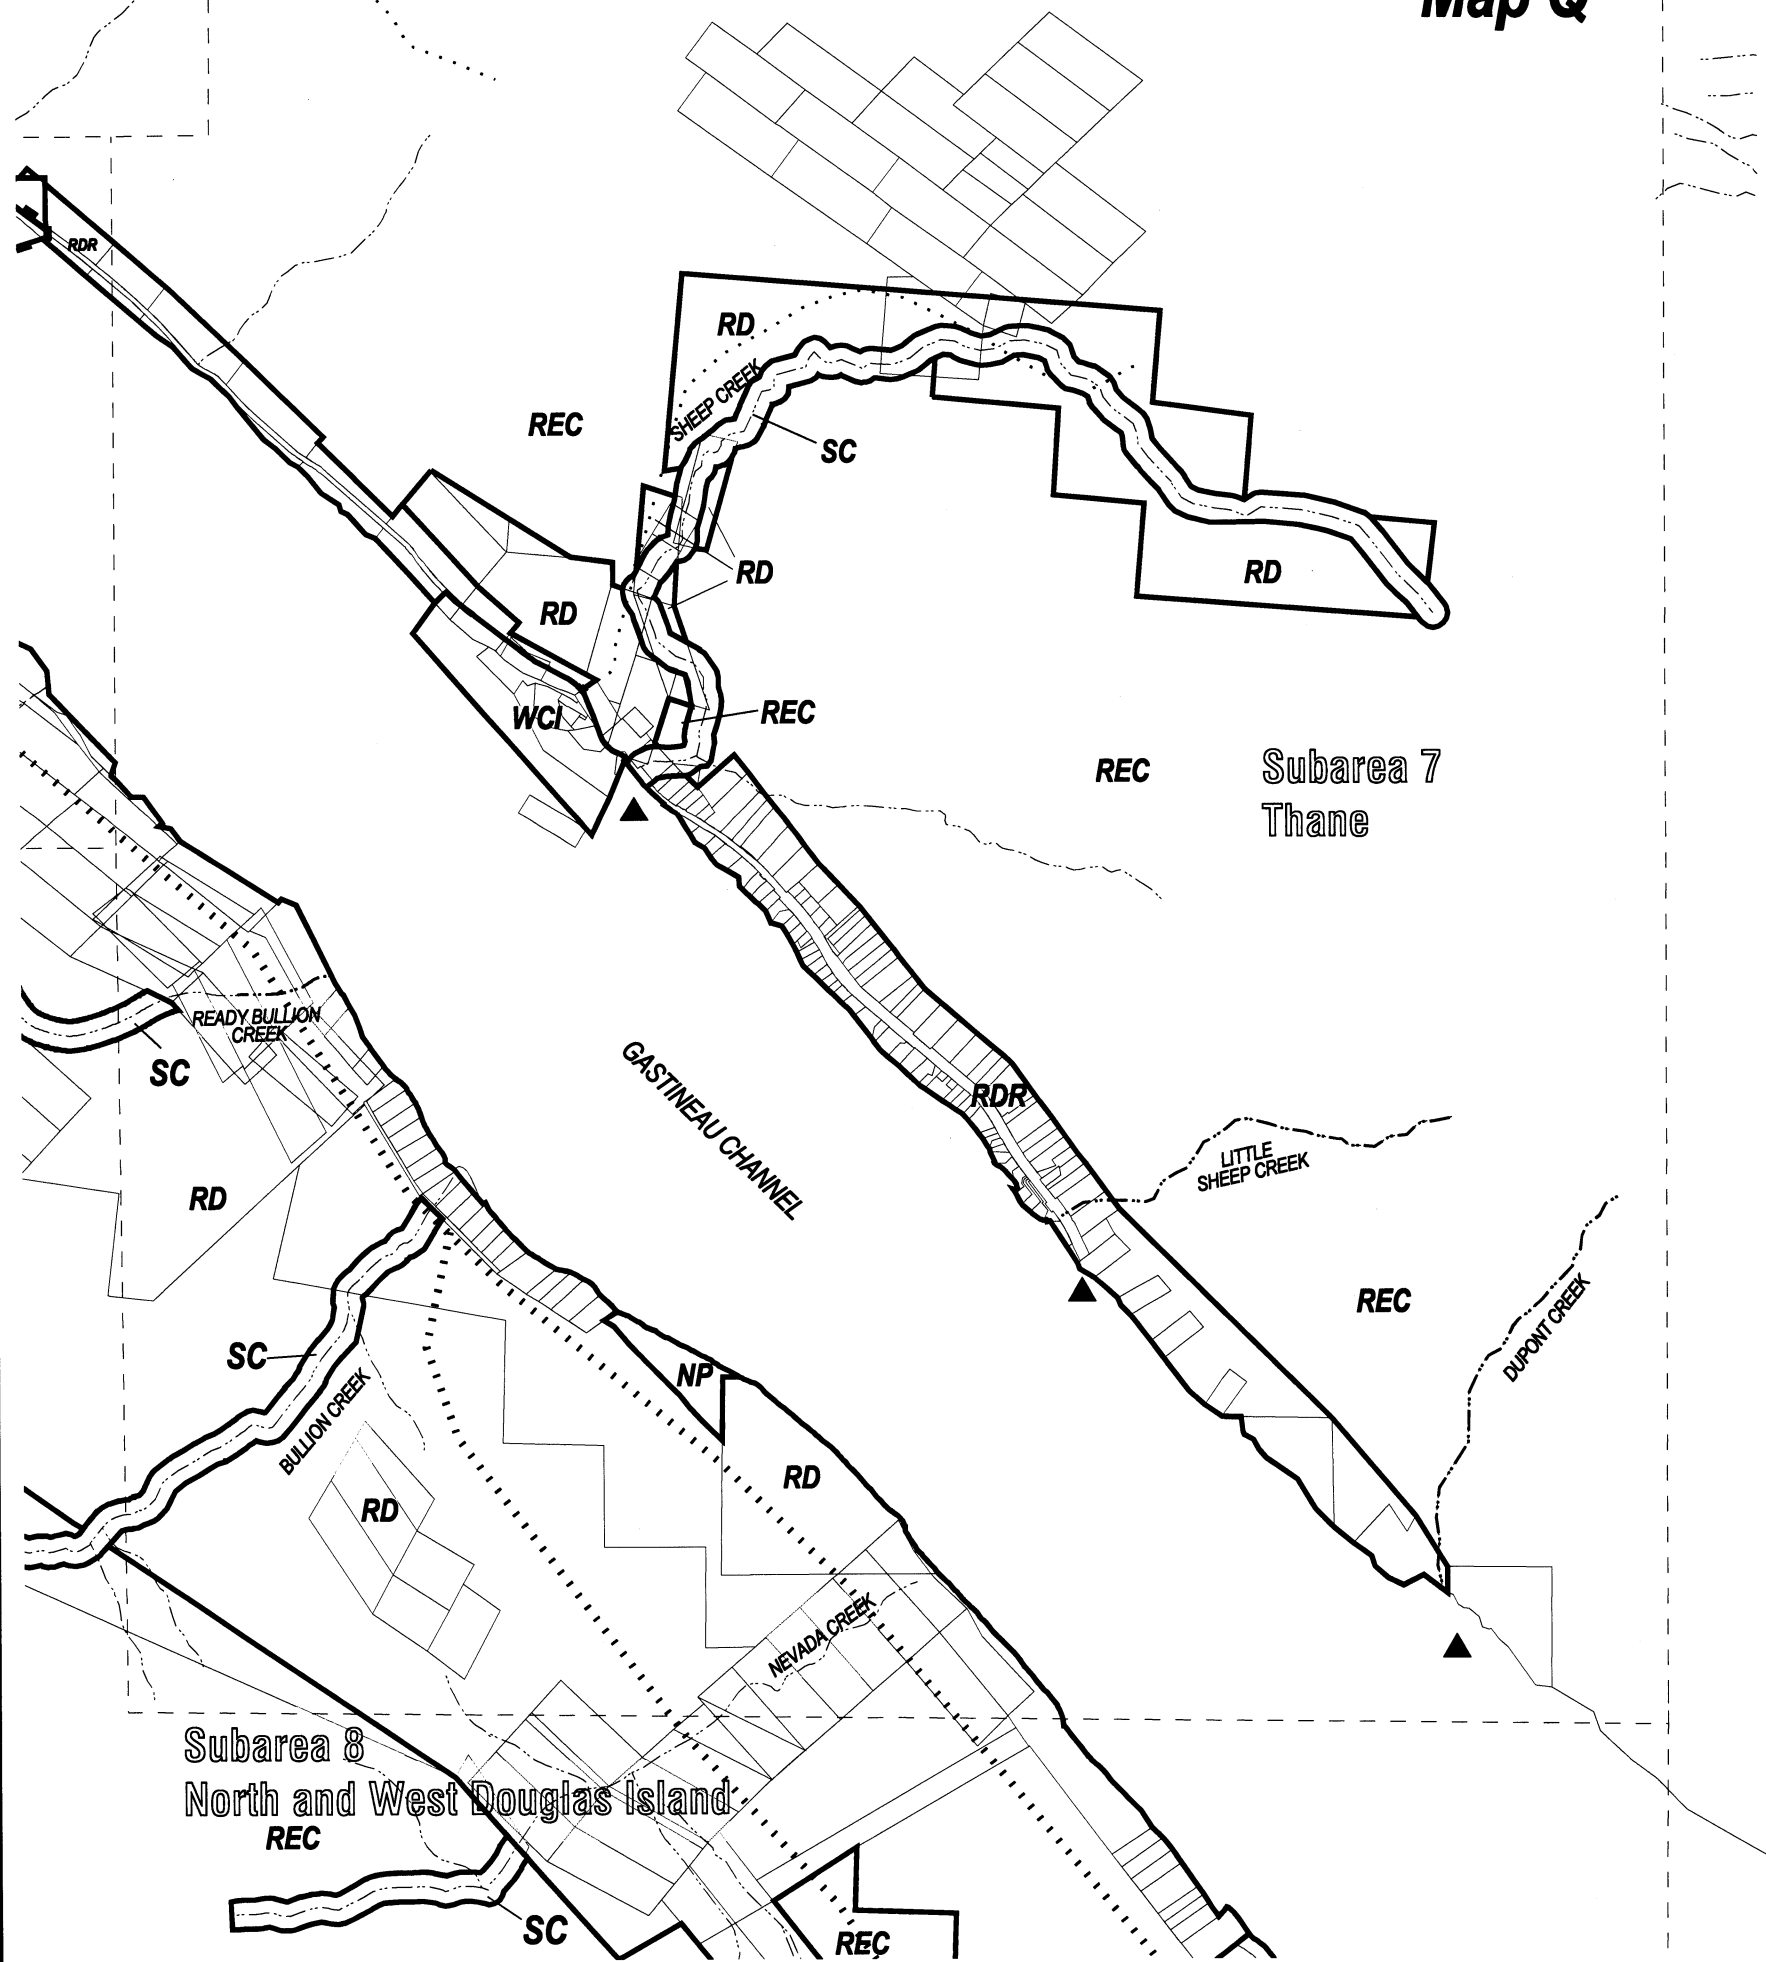 Map Q
RDR
RD
SHEEP CREEK
REC
SC
RD
RD
RD
WCI
REC
REC
Subarea 7
Thane
READY BULLION
CREEK
SC
GASTINEAU CHANNEL
RDR
LITTLE
SHEEP CREEK
RD
REC
DUPONT CREEK
SC
NP
BULLION CREEK
RD
RD
NEVADA CREEK
Subarea 8
North and West Douglas Island
REC
SC
REC